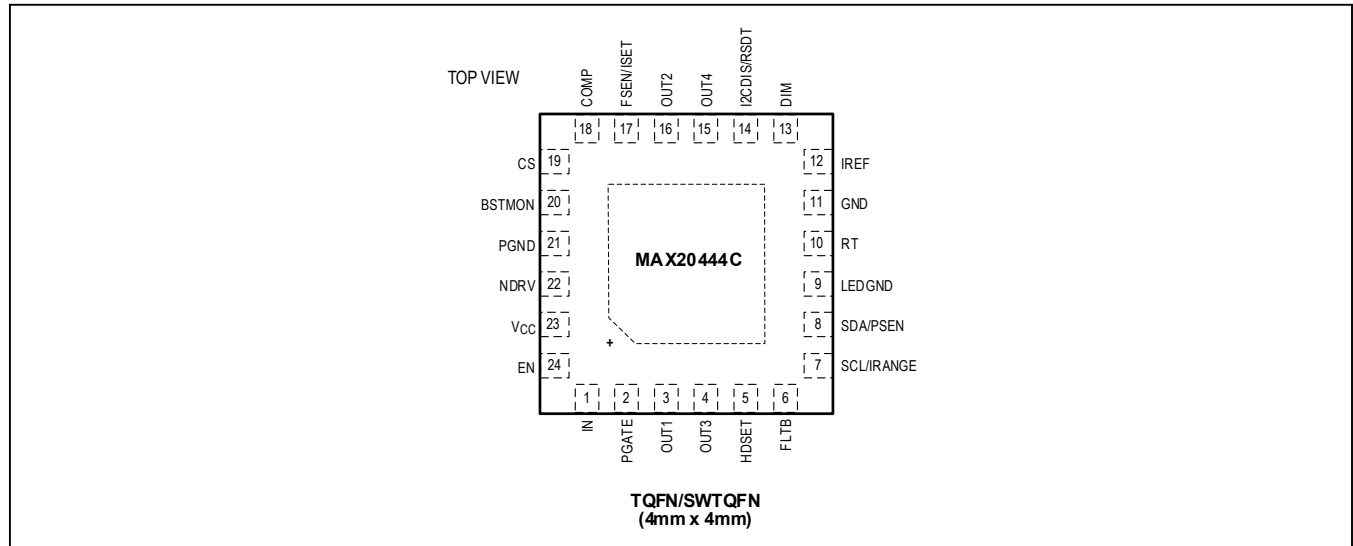 TOP VIEW
COMP
FSEN/ISET
OUT2
OUT4
I2CDIS/RSDT
DIM
18 17 16 15 14 13
CS 19 12 IREF
BSTMON 20 11 GND
PGND 21 10 RT
MAX20444C
NDRV 22 9 LEDGND
VCC 23 8 SDA/PSEN
+
EN 24 7 SCL/IRANGE
1 2 3 4 5 6
IN
PGATE
OUT1
OUT3
HDSET
FLTB
TQFN/SWTQFN
(4mm x 4mm)